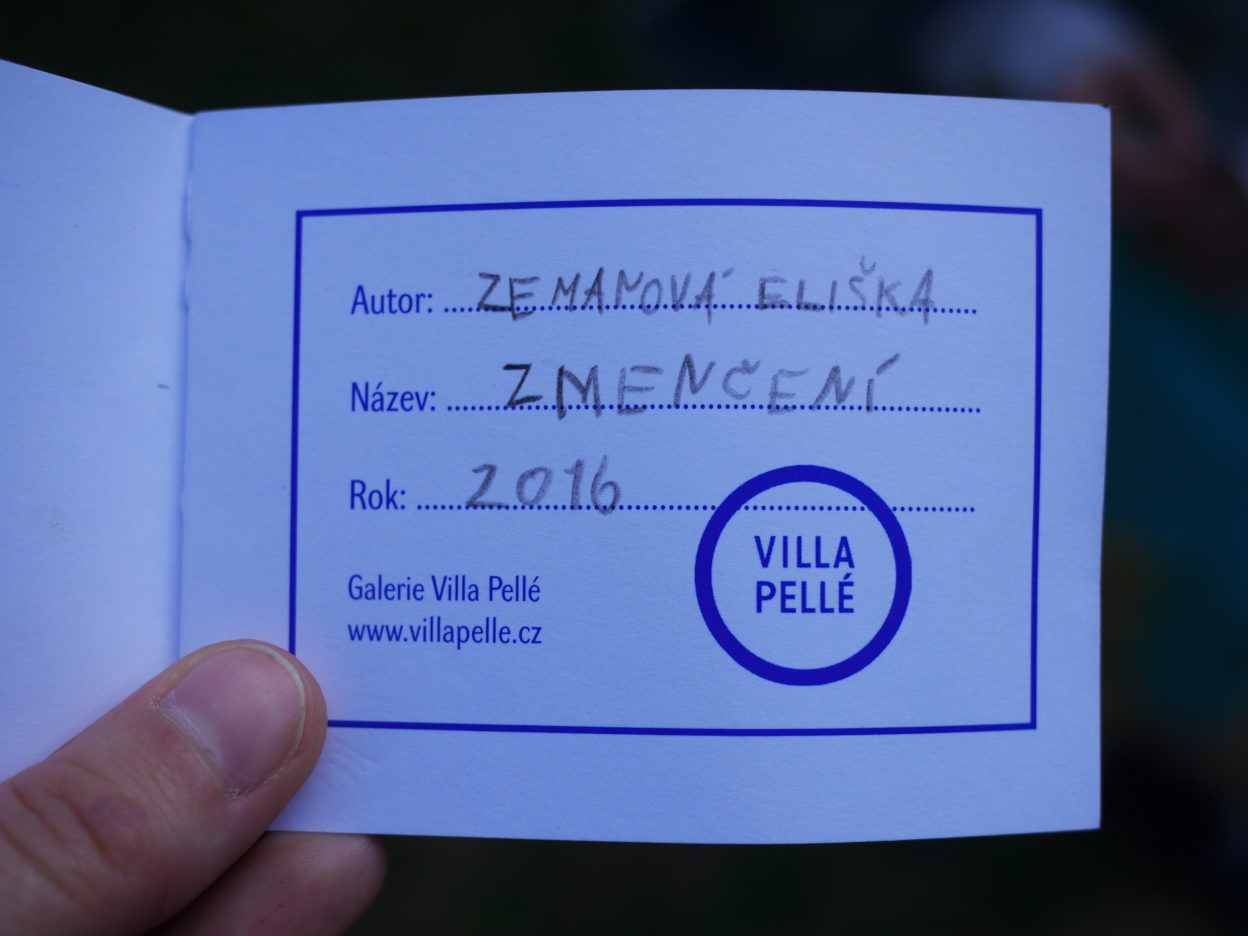 Autor: ZEMANOVÁ ELIŠKA
Název: ZMENČENÍ
Rok: 2016
Galerie Villa Pellé
www.villapelle.cz
VILLA
PELLÉ